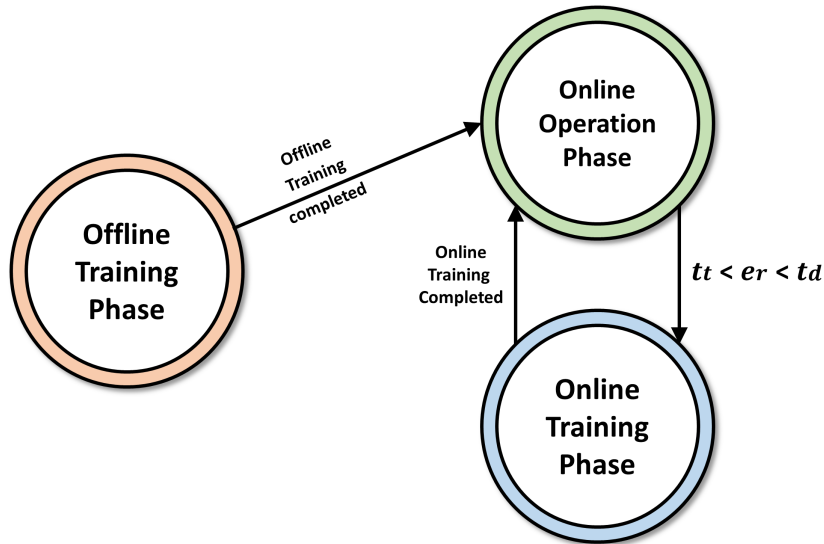 Offline
Training
Phase
Offline
Training
completed
Online
Operation
Phase
Online
Training
Completed
tt < er < td
Online
Training
Phase